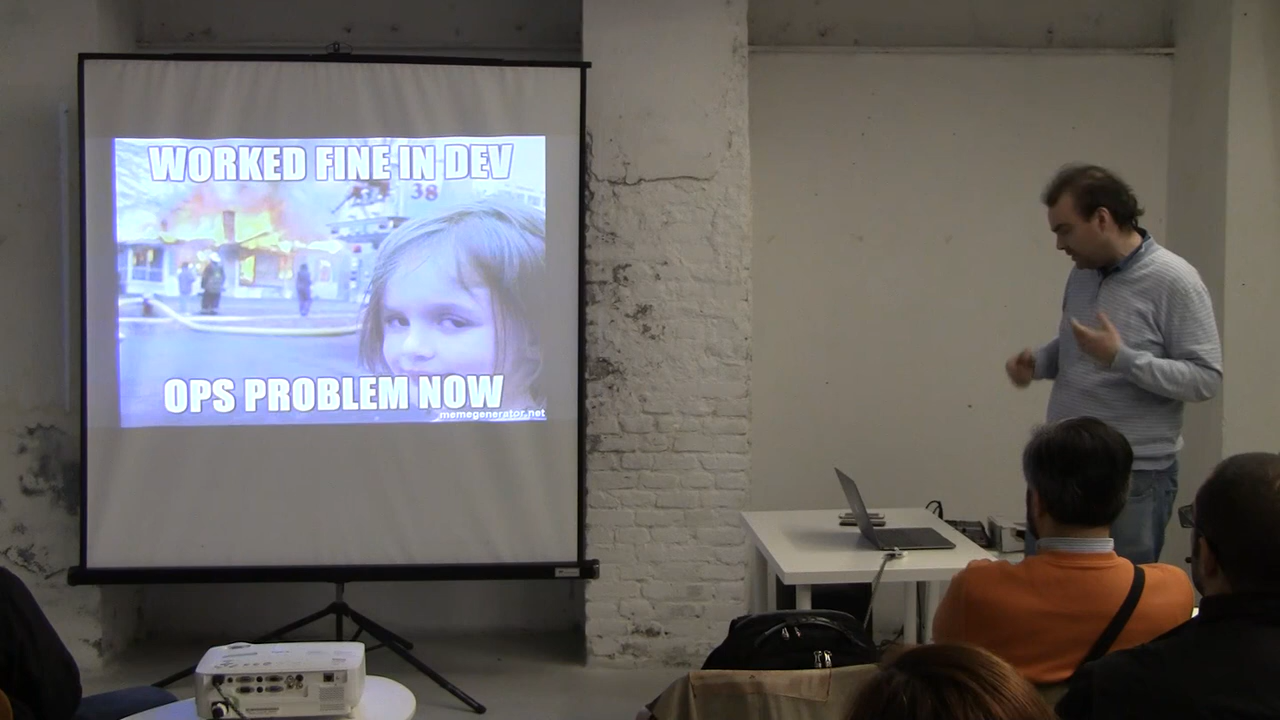 WORKED FINE IN DEV
38
OPS PROBLEM NOW
memegenerator.net